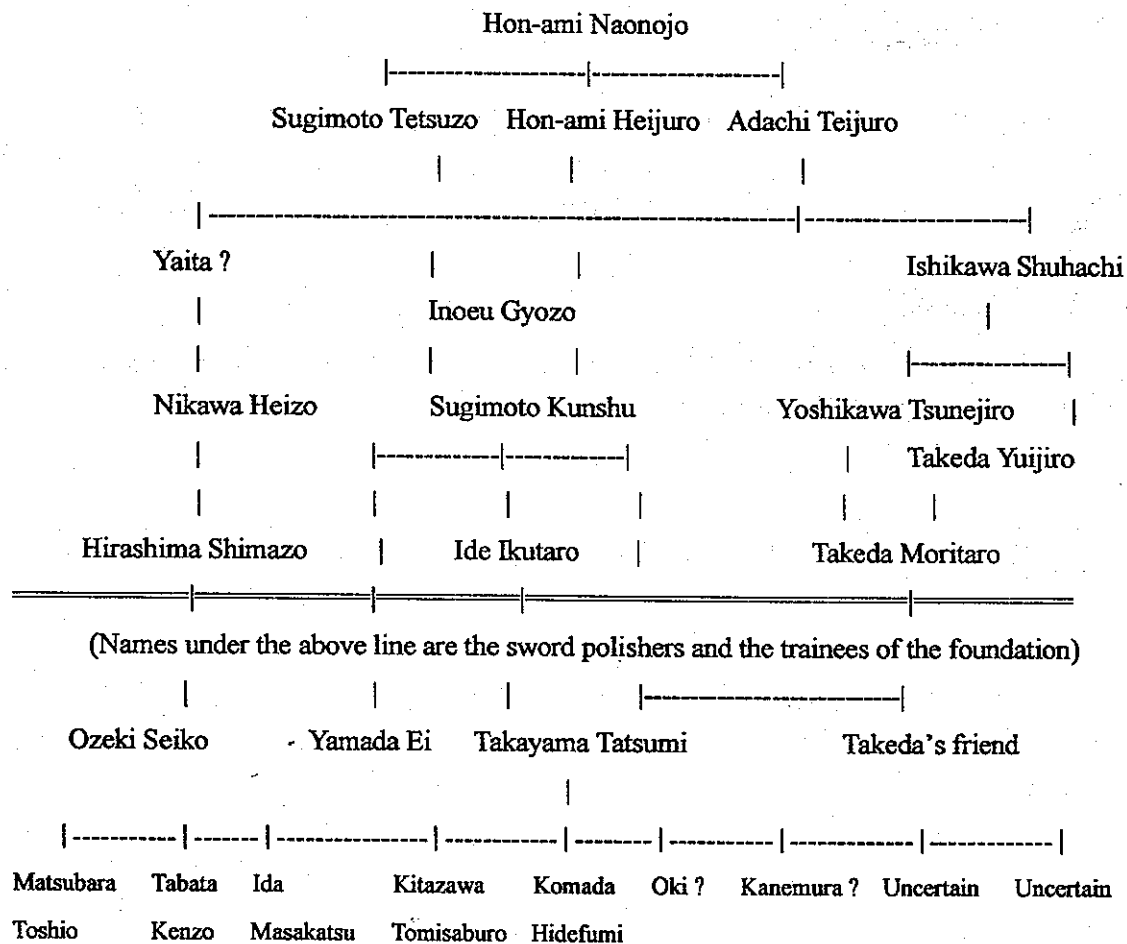 Hon-ami Naonojo
Sugimoto Tetsuzo Hon-ami Heijuro Adachi Teijuro
Yaita ? Ishikawa Shuhachi
Inoeu Gyozo
Nikawa Heizo Sugimoto Kunshu Yoshikawa Tsunejiro
Takeda Yuijiro
Hirashima Shimazo Ide Ikutaro Takeda Moritaro
(Names under the above line are the sword polishers and the trainees of the foundation)
Ozeki Seiko Yamada Ei Takayama Tatsumi Takeda's friend
Matsubara Tabata Ida Kitazawa Komada Oki ? Kanemura ? Uncertain Uncertain
Toshio Kenzo Masakatsu Tomisaburo Hidefumi